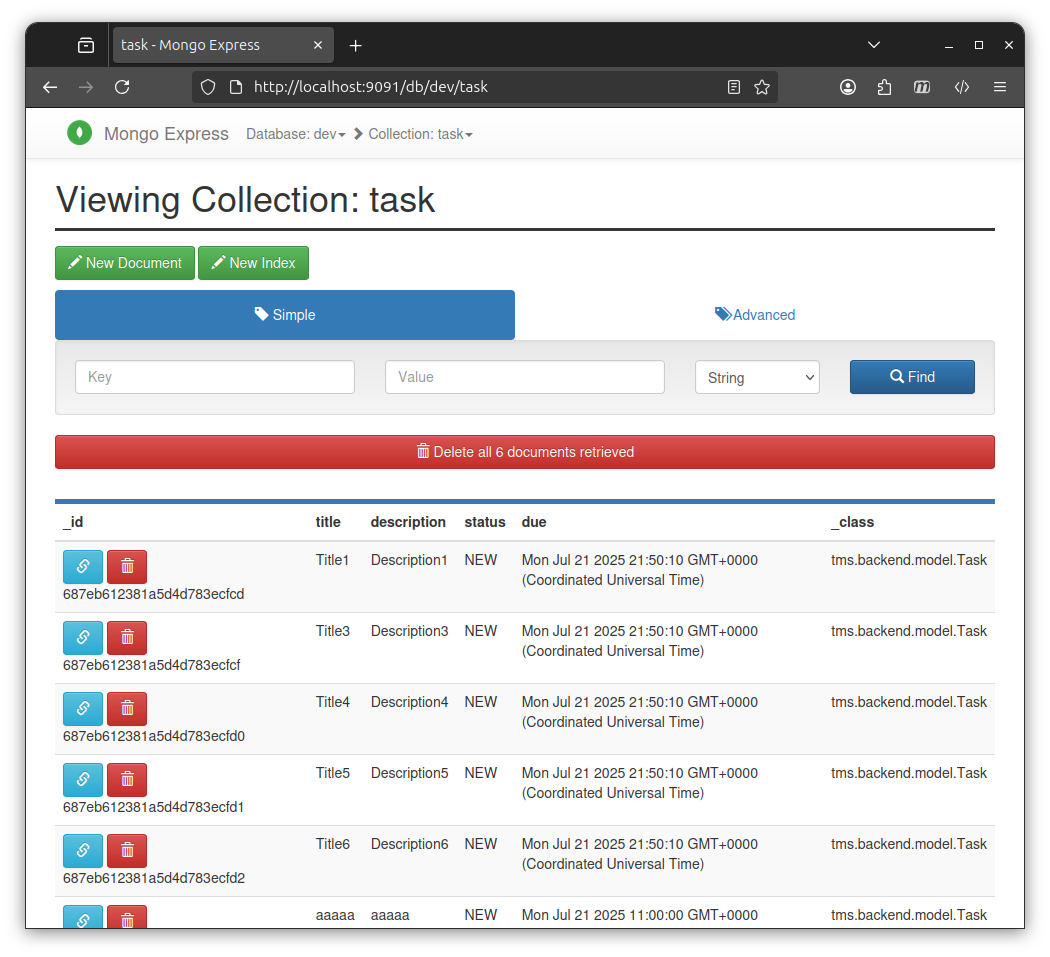 task - Mongo Express
http://localhost:9091/db/dev/task
Mongo Express Database: dev Collection: task
Viewing Collection: task
New Document New Index
Simple Advanced
Key Value String Find
Delete all 6 documents retrieved
_id title description status due _class
Title1 Description1 NEW Mon Jul 21 2025 21:50:10 GMT+0000 tms.backend.model.Task
(Coordinated Universal Time)
687eb612381a5d4d783ecfcd
Title3 Description3 NEW Mon Jul 21 2025 21:50:10 GMT+0000 tms.backend.model.Task
(Coordinated Universal Time)
687eb612381a5d4d783ecfcf
Title4 Description4 NEW Mon Jul 21 2025 21:50:10 GMT+0000 tms.backend.model.Task
(Coordinated Universal Time)
687eb612381a5d4d783ecfd0
Title5 Description5 NEW Mon Jul 21 2025 21:50:10 GMT+0000 tms.backend.model.Task
(Coordinated Universal Time)
687eb612381a5d4d783ecfd1
Title6 Description6 NEW Mon Jul 21 2025 21:50:10 GMT+0000 tms.backend.model.Task
(Coordinated Universal Time)
687eb612381a5d4d783ecfd2
aaaaa aaaaa NEW Mon Jul 21 2025 11:00:00 GMT+0000 tms.backend.model.Task